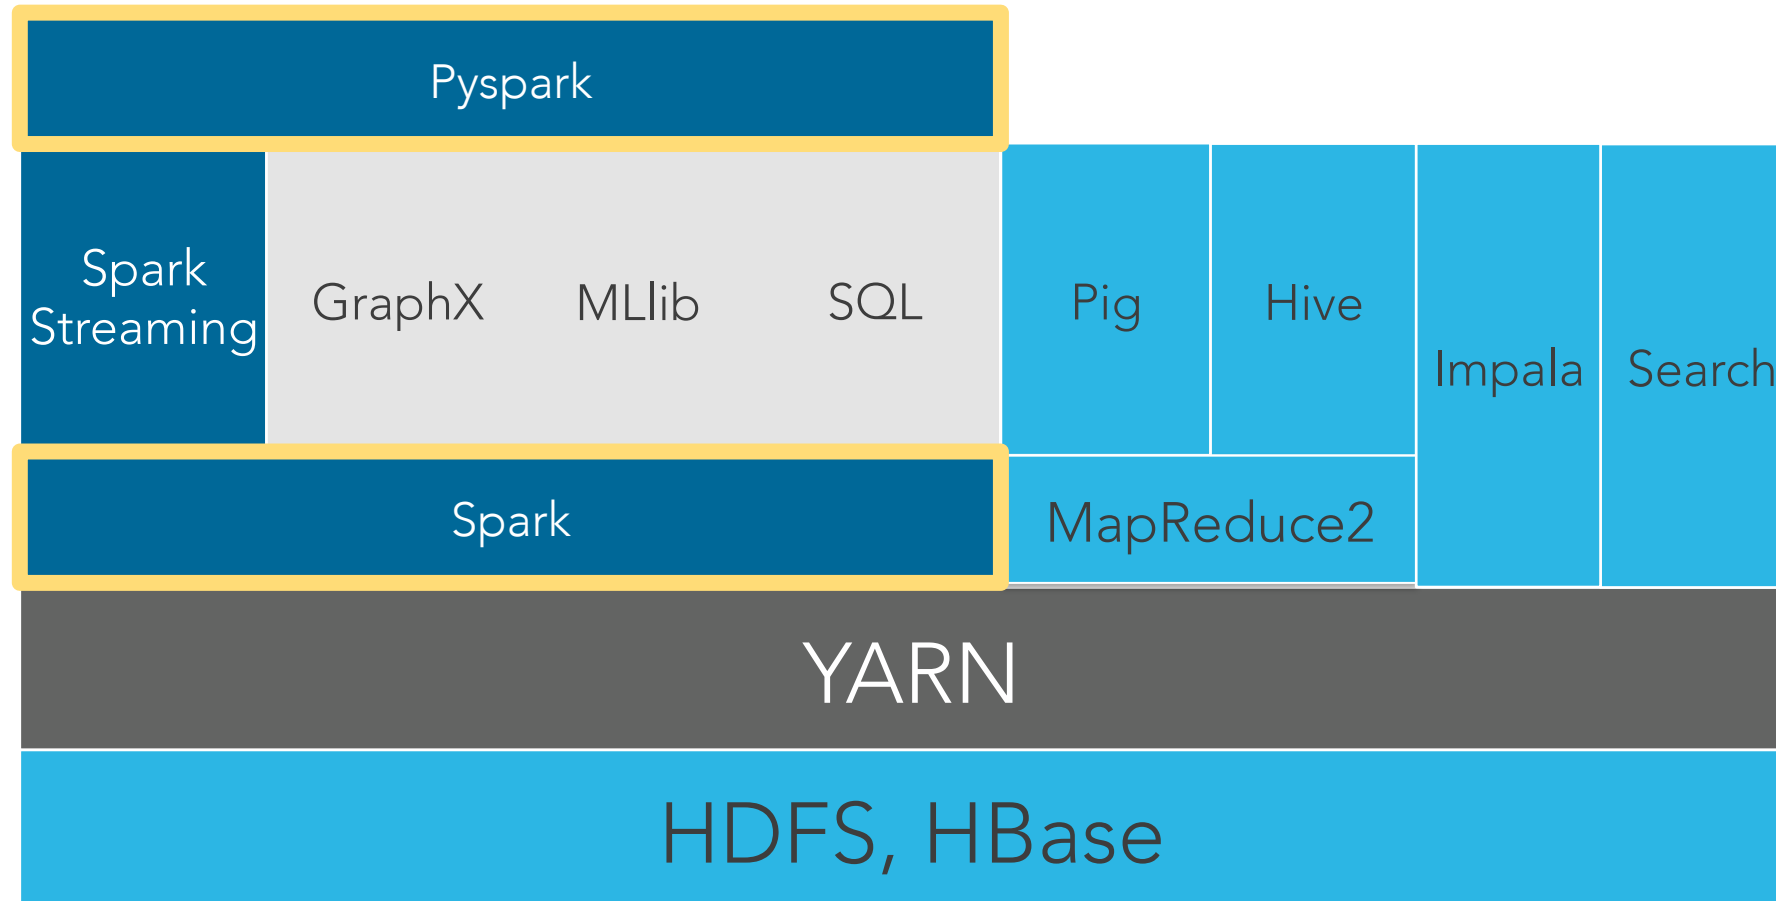 Pyspark
Spark
Streaming
GraphX
MLlib
SQL
Pig
Hive
Impala
Search
Spark
MapReduce2
YARN
HDFS, HBase